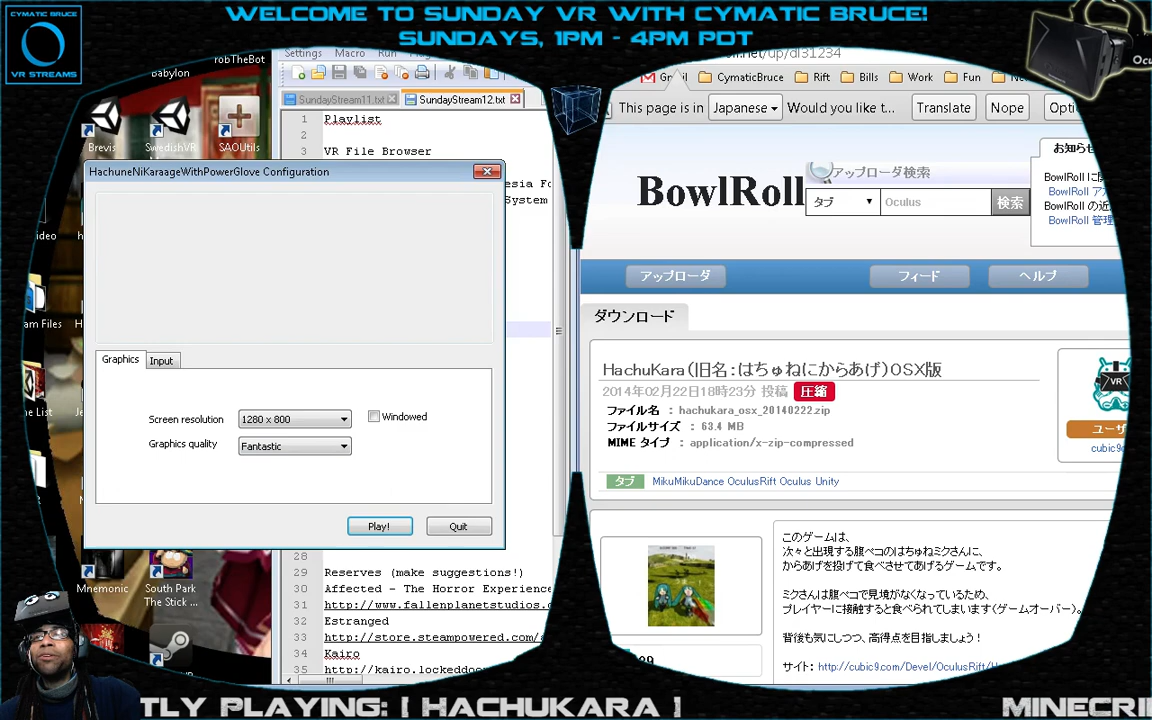 WELCOME TO SUNDAY VR WITH CYMATIC BRUCE!
SUNDAYS, 1PM - 4PM PDT
VR STREAMS
robTheBot
babylon
Brevis
SwedishVR
SAOUtils
Settings Macro Run
SundayStream11.txt
SundayStream12.txt
1 Playlist
2
3 VR File Browser
HachuneNiKaraageWithPowerGlove Configuration
Graphics
Input
Screen resolution 1280 x 800
Windowed
Graphics quality Fantastic
Play!
Quit
28
29 Reserves (make suggestions!)
30 Affected - The Horror Experience
31 http://www.fallenplanetstudios.
32 Estranged
33 http://store.steampowered.com/
34 Kairo
35 http://kairo.lockeddoor
Mnemonic
South Park
The Stick ...
.net/up/dl31234
CymaticBruce
Rift
Bills
Work
Fun
This page is in Japanese Would you like t... Translate Nope
BowlRoll
アップローダ検索
タブ Oculus 検索
お知ら
BowlRoll に
BowlRoll の近
BowlRoll 管理
アップローダ
フィード
ヘルプ
ダウンロード
HachuKara（旧名：はちゅねにからあげ）OSX版
2014年02月22日18時23分 投稿 圧縮
ファイル名 : hachukara_osx_20140222.zip
ファイルサイズ : 63.4 MB
MIME タイプ : application/x-zip-compressed
ユーザ
タブ MikuMikuDance OculusRift Oculus Unity
このゲームは、
次々と出現する腹ペコのはちゅねミクさんに、
からあげを投げて食べさせてあげるゲームです。
ミクさんは腹ペコで見境がなくなっているため、
プレイヤーに接触すると食べられてしまいます(ゲームオーバー)。
背後も気にしつつ、高得点を目指しましょう！
サイト: http://cubic9.com/Devel/OculusRift/H
TLY PLAYING: [ HACHUKARA ]
MINECRI